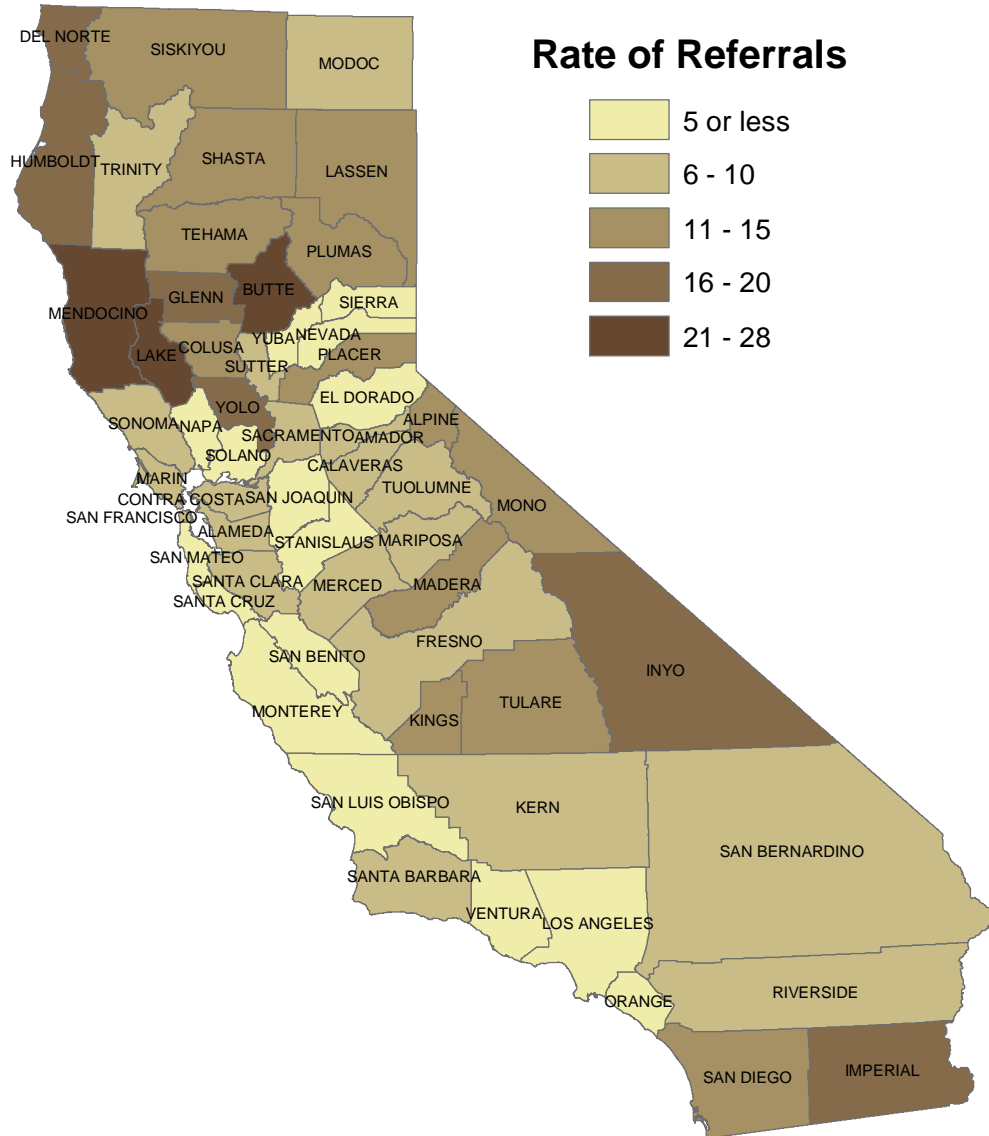 Rate of Referrals
5 or less
6 - 10
11 - 15
16 - 20
21 - 28
DEL NORTE
SISKIYOU
MODOC
HUMBOLDT
TRINITY
SHASTA
LASSEN
TEHAMA
PLUMAS
MENDOCINO
GLENN
BUTTE
SIERRA
LAKE
COLUSA
YUBA
NEVADA
SUTTER
PLACER
EL DORADO
SONOMA
NAPA
YOLO
SOLANO
SACRAMENTO
AMADOR
ALPINE
MARIN
CALAVERAS
TUOLUMNE
CONTRA COSTA
SAN JOAQUIN
MONO
SAN FRANCISCO
ALAMEDA
STANISLAUS
MARIPOSA
SAN MATEO
SANTA CLARA
MERCED
MADERA
SANTA CRUZ
FRESNO
SAN BENITO
INYO
MONTEREY
KINGS
TULARE
SAN LUIS OBISPO
KERN
SAN BERNARDINO
SANTA BARBARA
VENTURA
LOS ANGELES
ORANGE
RIVERSIDE
SAN DIEGO
IMPERIAL